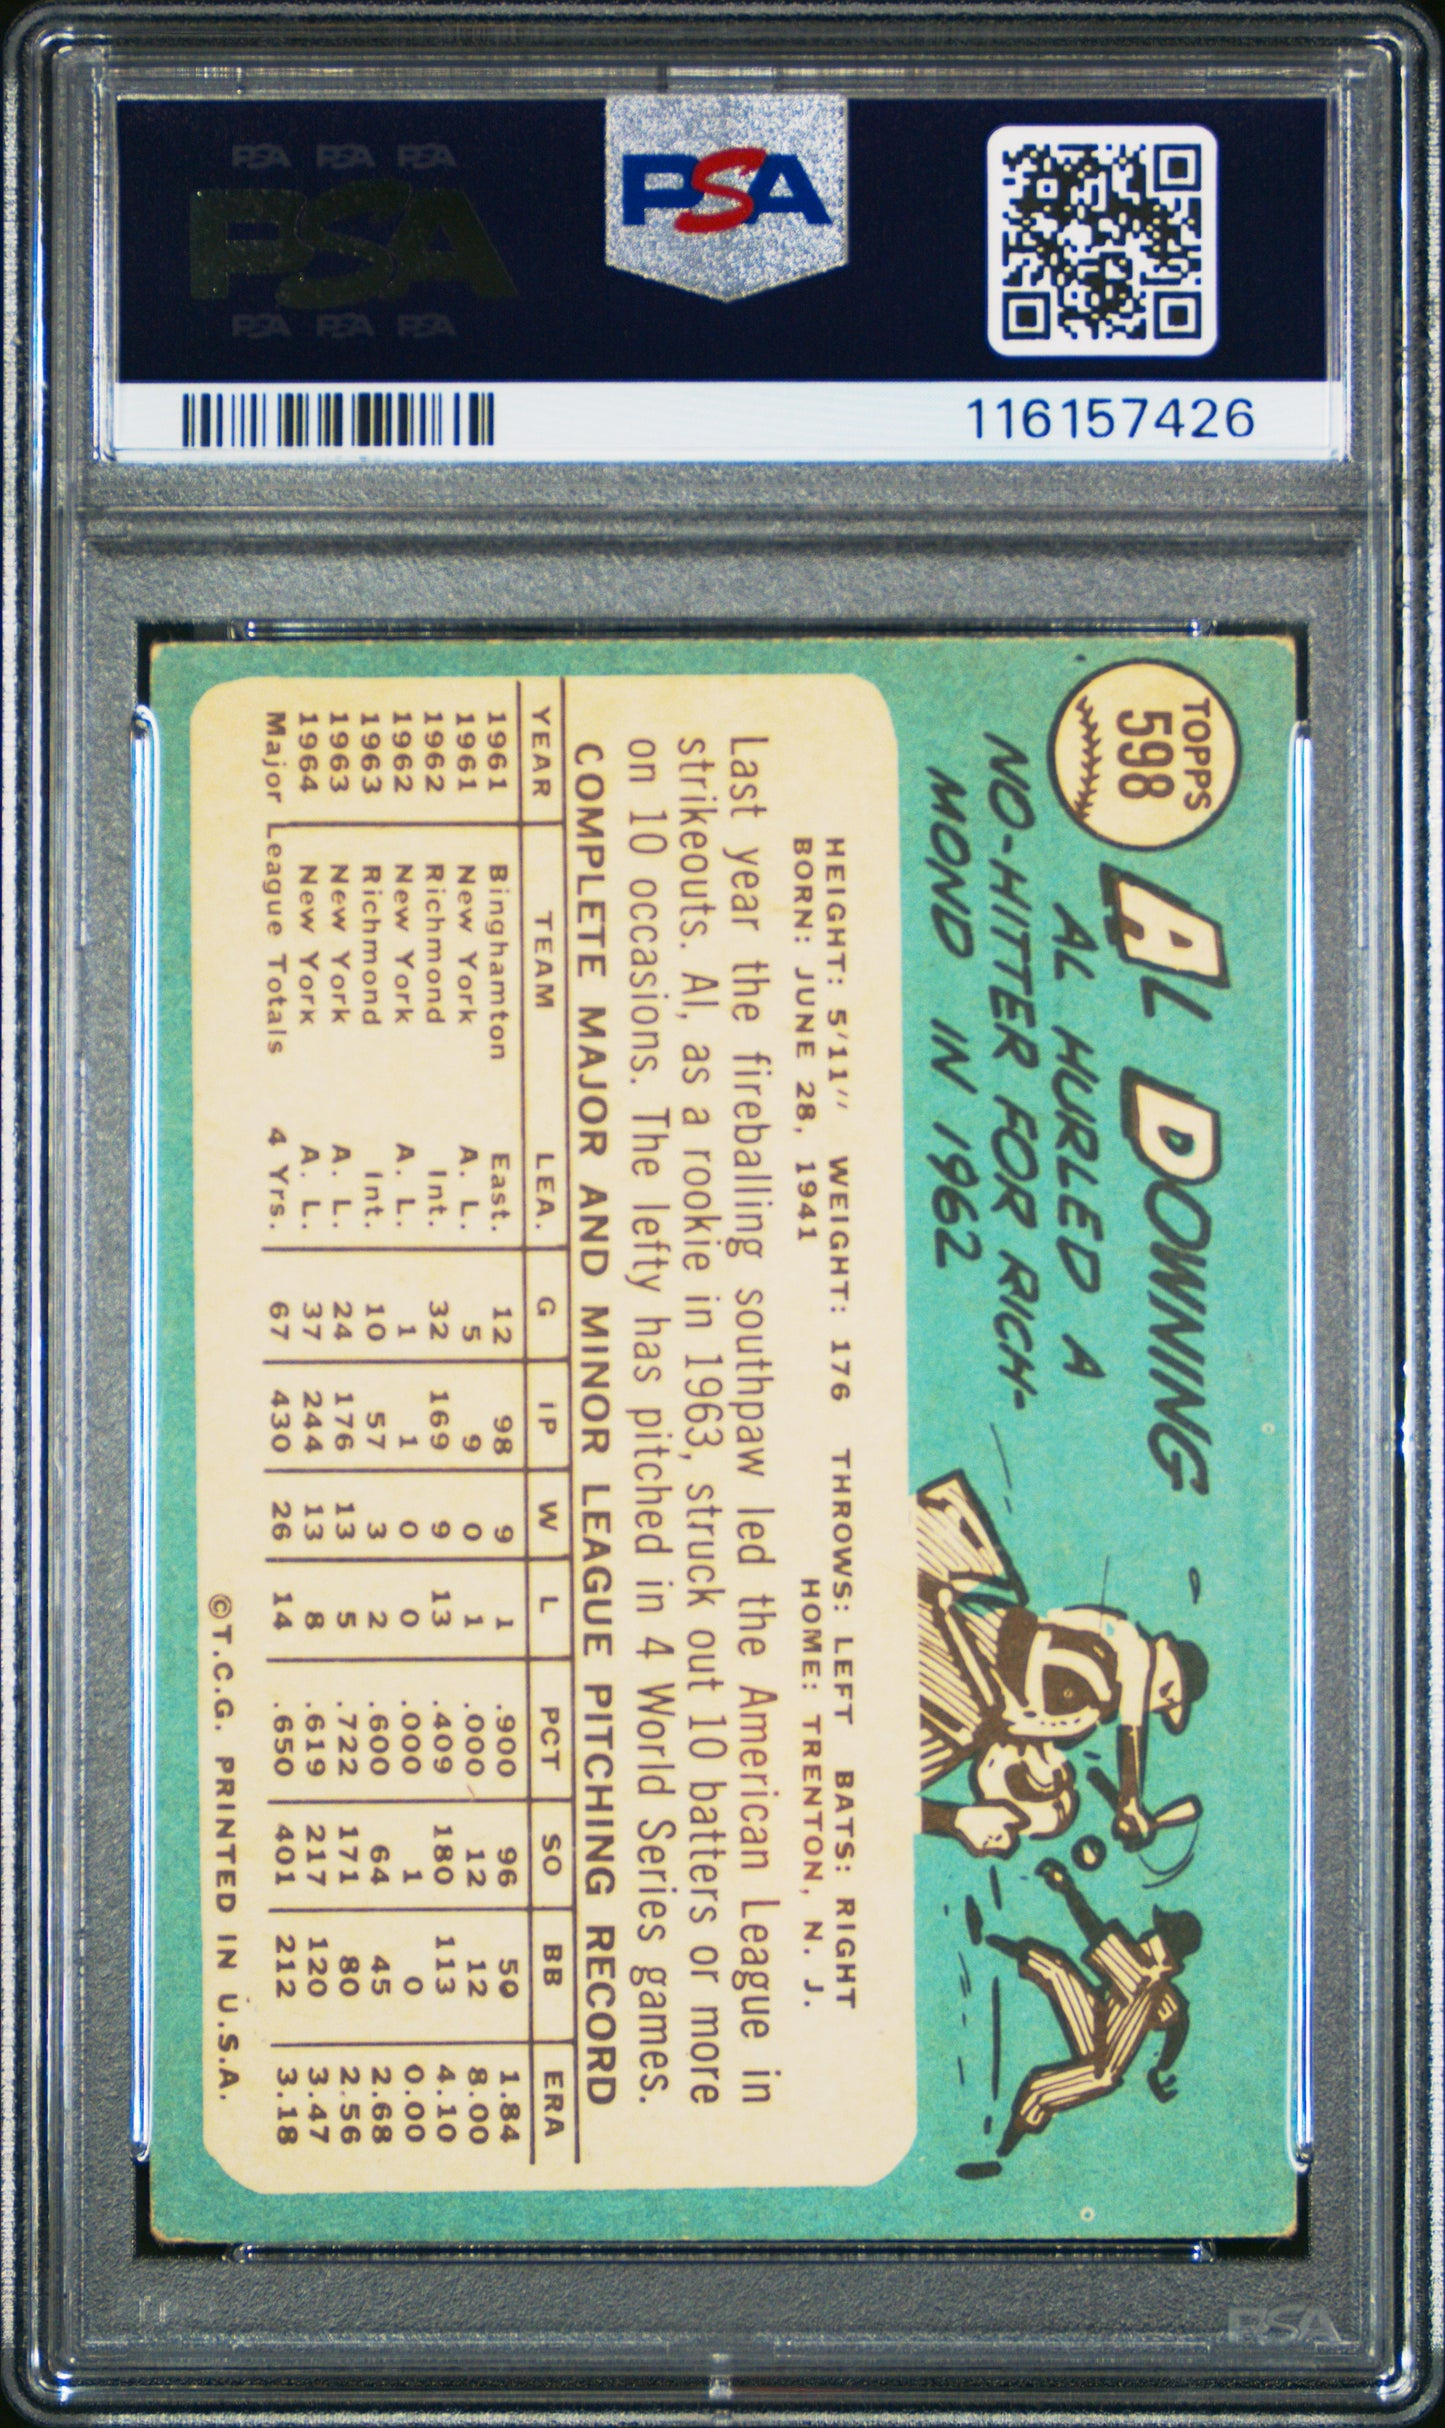 PSA PSA PSA
PSA
PSA PSA PSA
PSA
116157426
TOPPS
598
AL DOWNING
AL HURLED A
NO-HITTER FOR RICH-
MOND IN 1962
HEIGHT: 5'11" WEIGHT: 176 THROWS: LEFT BATS: RIGHT
BORN: JUNE 28, 1941 HOME: TRENTON, N. J.
Last year the fireballing southpaw led the American League in
strikeouts. Al, as a rookie in 1963, struck out 10 batters or more
on 10 occasions. The lefty has pitched in 4 World Series games.
COMPLETE MAJOR AND MINOR LEAGUE PITCHING RECORD
YEAR TEAM LEA. G IP W L PCT SO BB ERA
1961 Binghamton East. 12 98 9 1 .900 96 50 1.84
1961 New York A. L. 5 9 0 1 .000 12 12 8.00
1962 Richmond Int. 32 169 9 13 .409 180 113 4.10
1962 New York A. L. 1 1 0 0 .000 1 0 0.00
1963 Richmond Int. 10 57 3 2 .600 64 45 2.68
1963 New York A. L. 24 176 13 5 .722 171 80 2.56
1964 New York A. L. 37 244 13 8 .619 217 120 3.47
Major League Totals 4 Yrs. 67 430 26 14 .650 401 212 3.18
©T.C.G. PRINTED IN U.S.A.
PSA